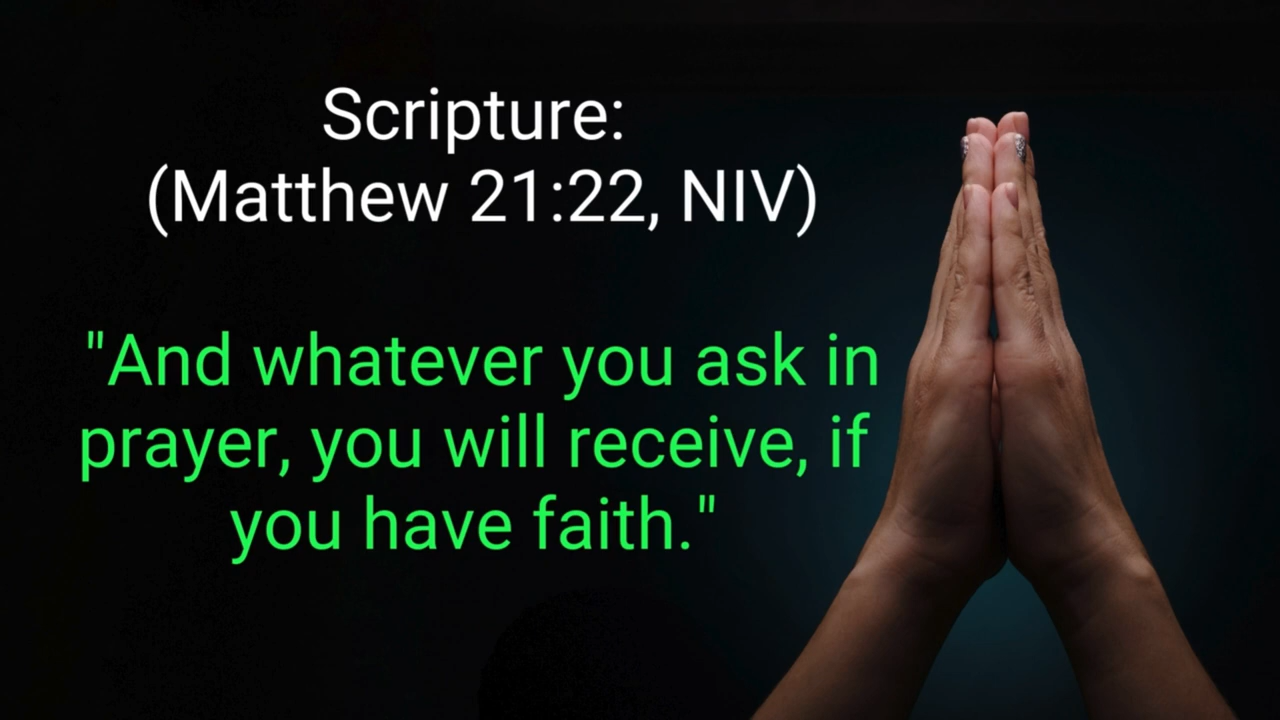 Scripture:
(Matthew 21:22, NIV)
"And whatever you ask in
prayer, you will receive, if
you have faith."